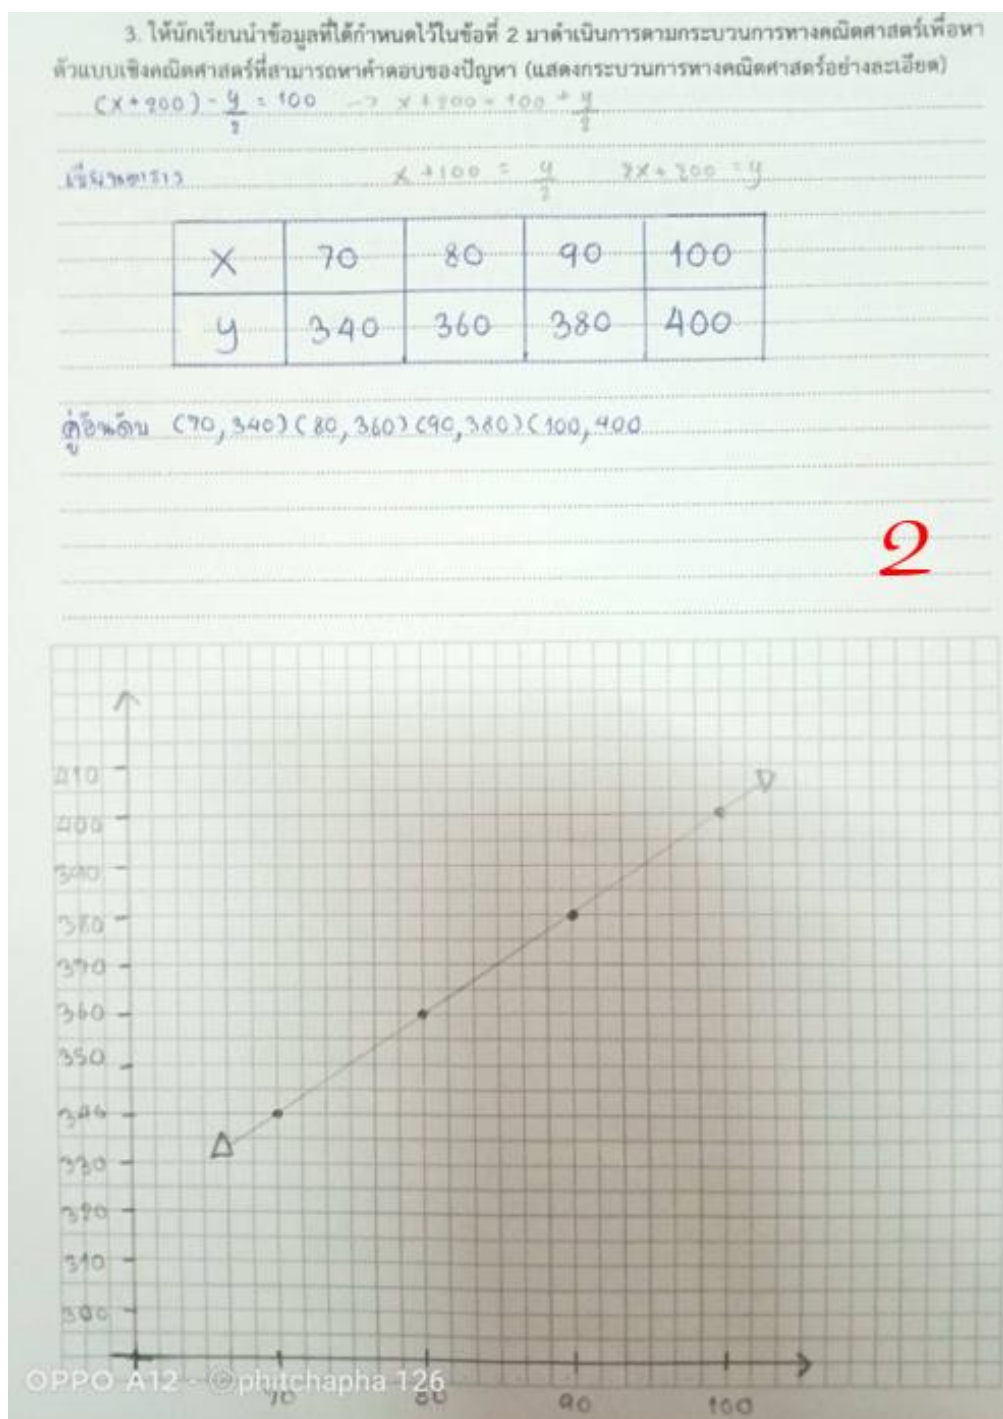 3. ให้นักเรียนนำข้อมูลที่ได้กำหนดไว้ในข้อที่ 2 มาดำเนินการตามกระบวนการทางคณิตศาสตร์เพื่อหา
ตัวแบบเชิงคณิตศาสตร์ที่สามารถหาคำตอบของปัญหา (แสดงกระบวนการทางคณิตศาสตร์อย่างละเอียด)
(x+200) - y/2 = 100 -> x+200 = 100 + y/2
เขียนตาราง x+100 = y/2 2x+200 = y
X 70 80 90 100
y 340 360 380 400
คู่อันดับ (70,340) (80,360) (90,380) (100,400
2
410
400
390
380
370
360
350
340
330
320
310
300
OPPO A12 - ©phitchapha 126
70 80 90 100